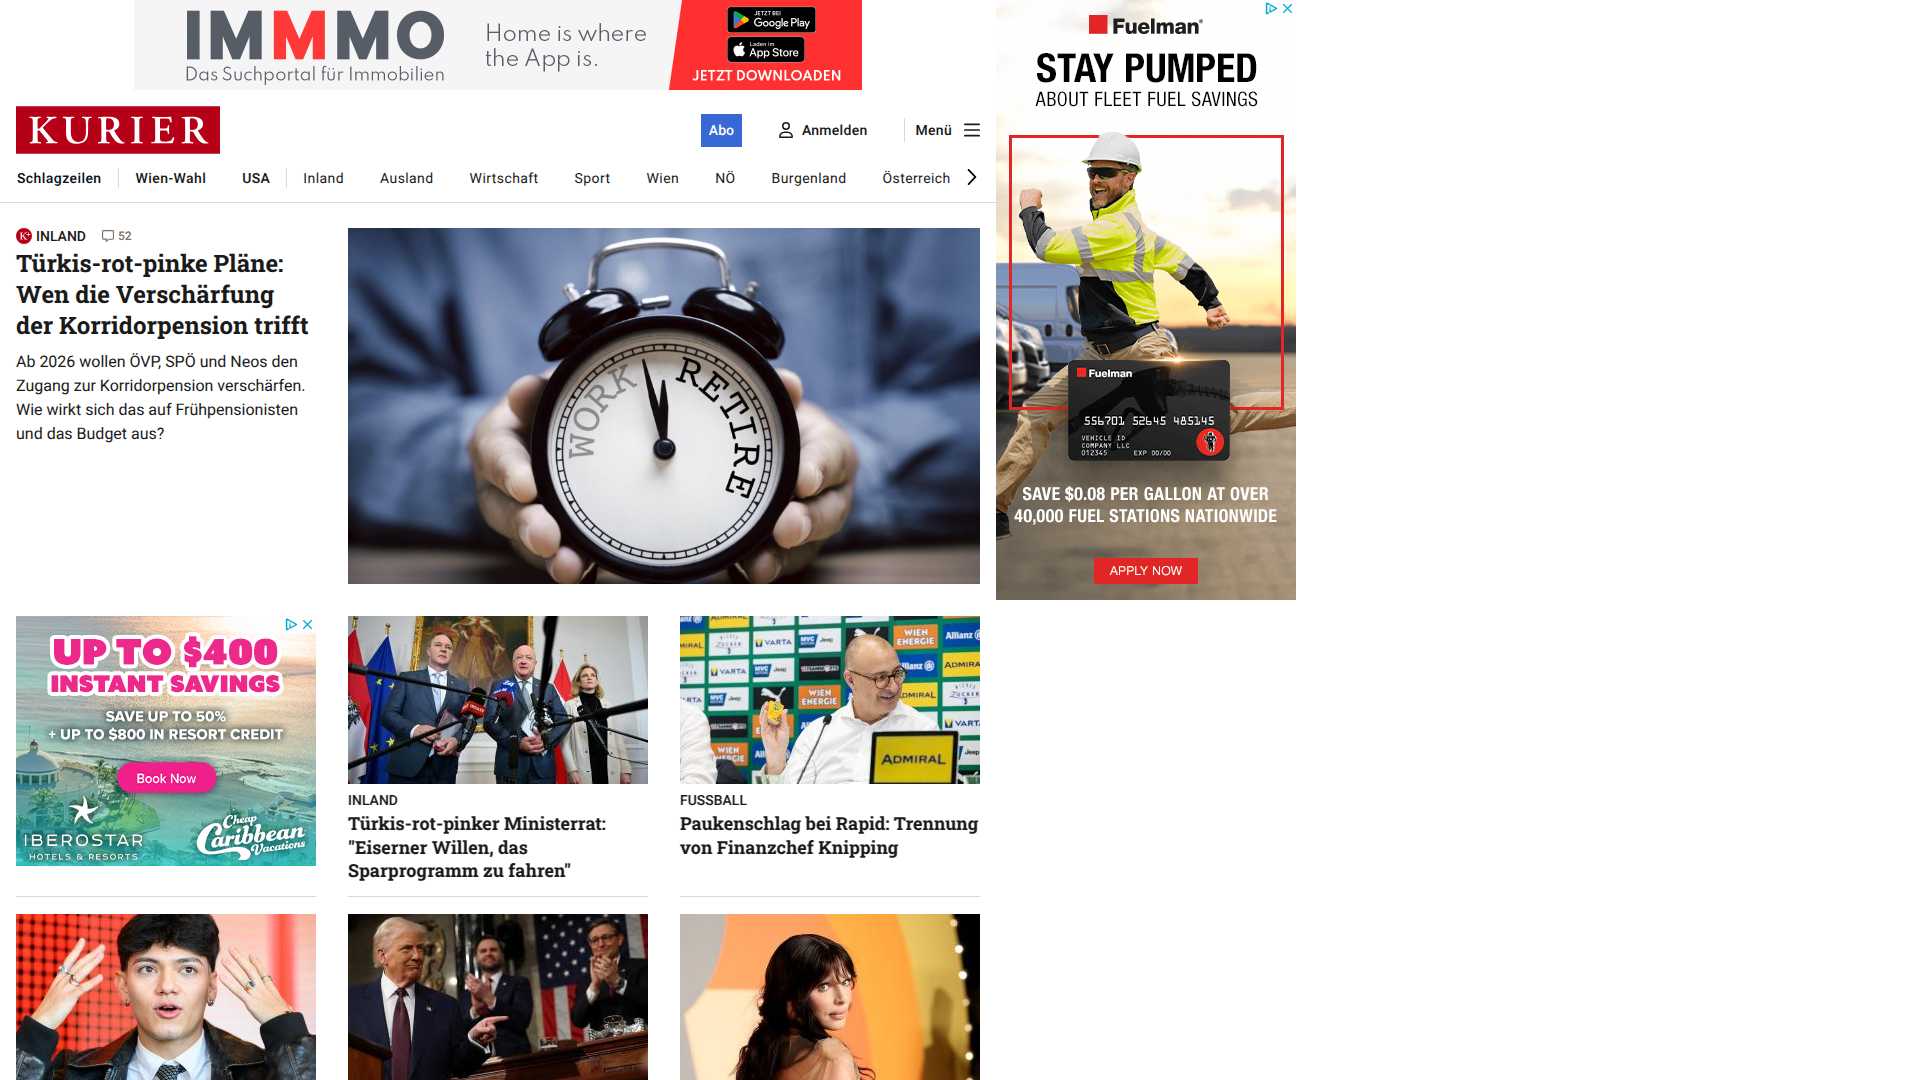 IMMMO
Das Suchportal für Immobilien
Home is where
the App is.
JETZT BEI
Google Play
Laden im
App Store
JETZT DOWNLOADEN
KURIER
Abo
Anmelden
Menü
Schlagzeilen
Wien-Wahl
USA
Inland
Ausland
Wirtschaft
Sport
Wien
NÖ
Burgenland
Österreich
K+ INLAND 52
Türkis-rot-pinke Pläne:
Wen die Verschärfung
der Korridorpension trifft
Ab 2026 wollen ÖVP, SPÖ und Neos den
Zugang zur Korridorpension verschärfen.
Wie wirkt sich das auf Frühpensionisten
und das Budget aus?
WORK
RETIRE
Fuelman
STAY PUMPED
ABOUT FLEET FUEL SAVINGS
Fuelman
556701 52645 485145
VEHICLE ID
COMPANY LLC
012345 EXP 00/00
SAVE $0.08 PER GALLON AT OVER
40,000 FUEL STATIONS NATIONWIDE
APPLY NOW
UP TO $400
INSTANT SAVINGS
SAVE UP TO 50%
+ UP TO $800 IN RESORT CREDIT
Book Now
IBEROSTAR
HOTELS & RESORTS
Cheap
Caribbean
Vacations
INLAND
Türkis-rot-pinker Ministerrat:
"Eiserner Willen, das
Sparprogramm zu fahren"
WIEN
ENERGIE
Allianz
VARTA
MVC
Jeep
ADMIRAL
WIENER
ZUCKER
ADMIRAL
FUSSBALL
Paukenschlag bei Rapid: Trennung
von Finanzchef Knipping